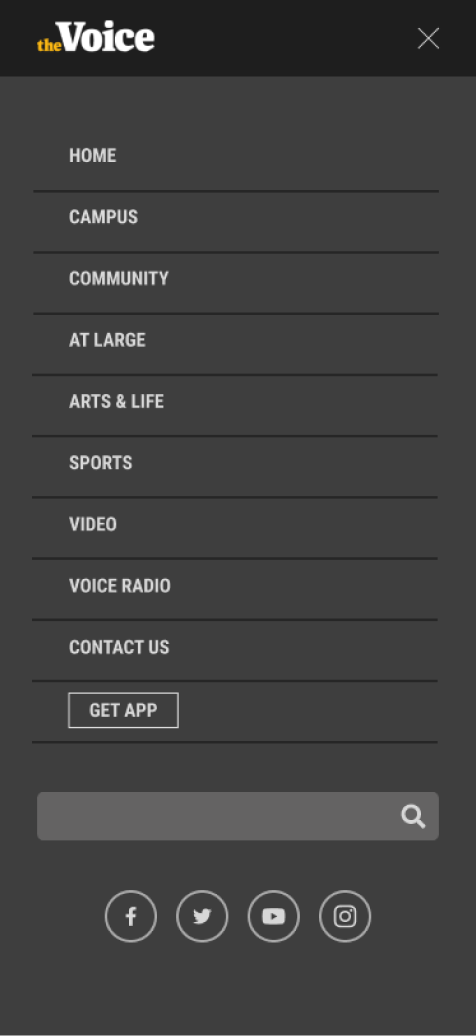 theVoice
HOME
CAMPUS
COMMUNITY
AT LARGE
ARTS & LIFE
SPORTS
VIDEO
VOICE RADIO
CONTACT US
GET APP